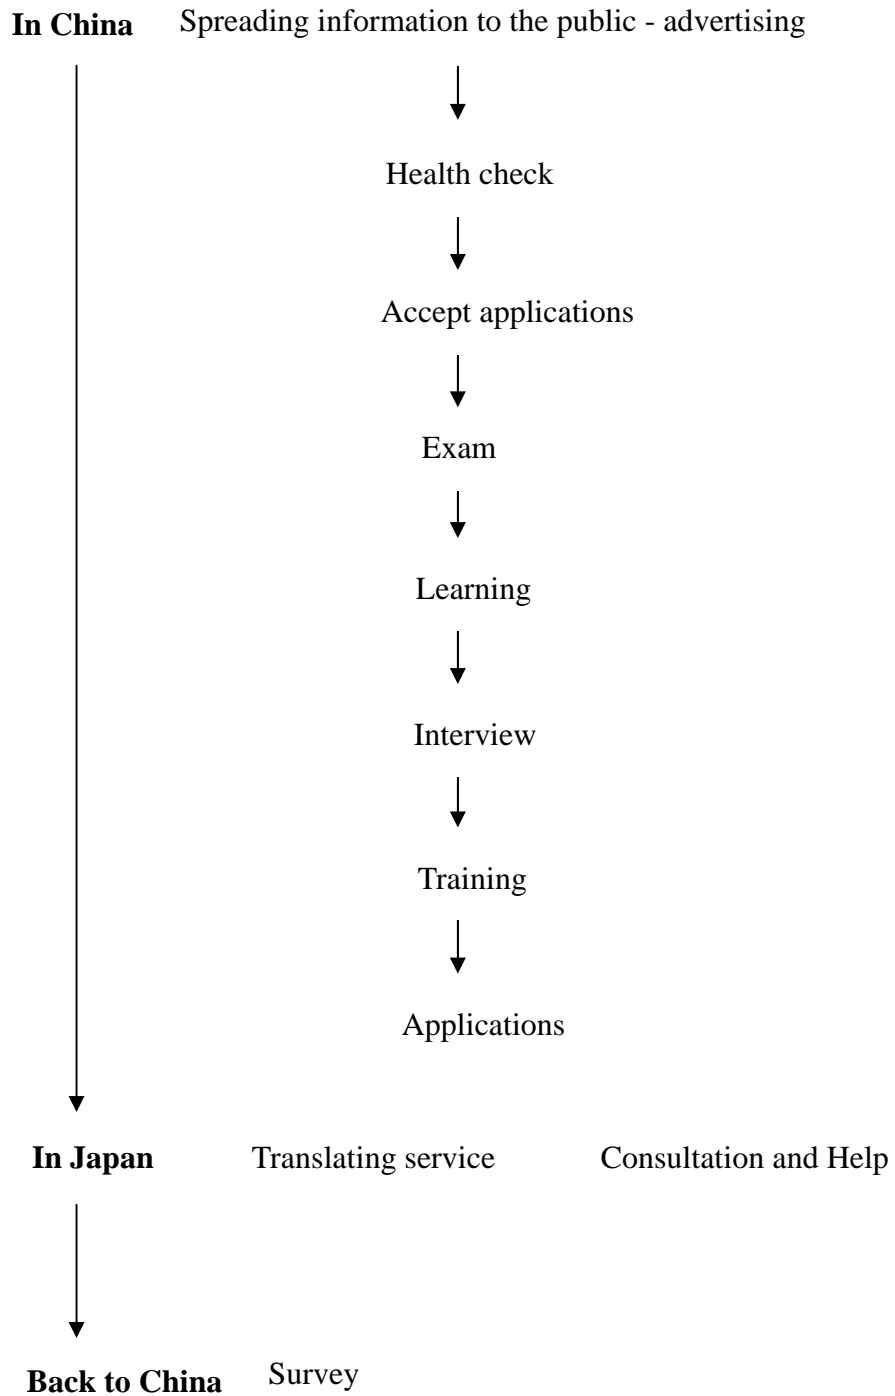 In China Spreading information to the public - advertising
Health check
Accept applications
Exam
Learning
Interview
Training
Applications
In Japan Translating service Consultation and Help
Back to China Survey